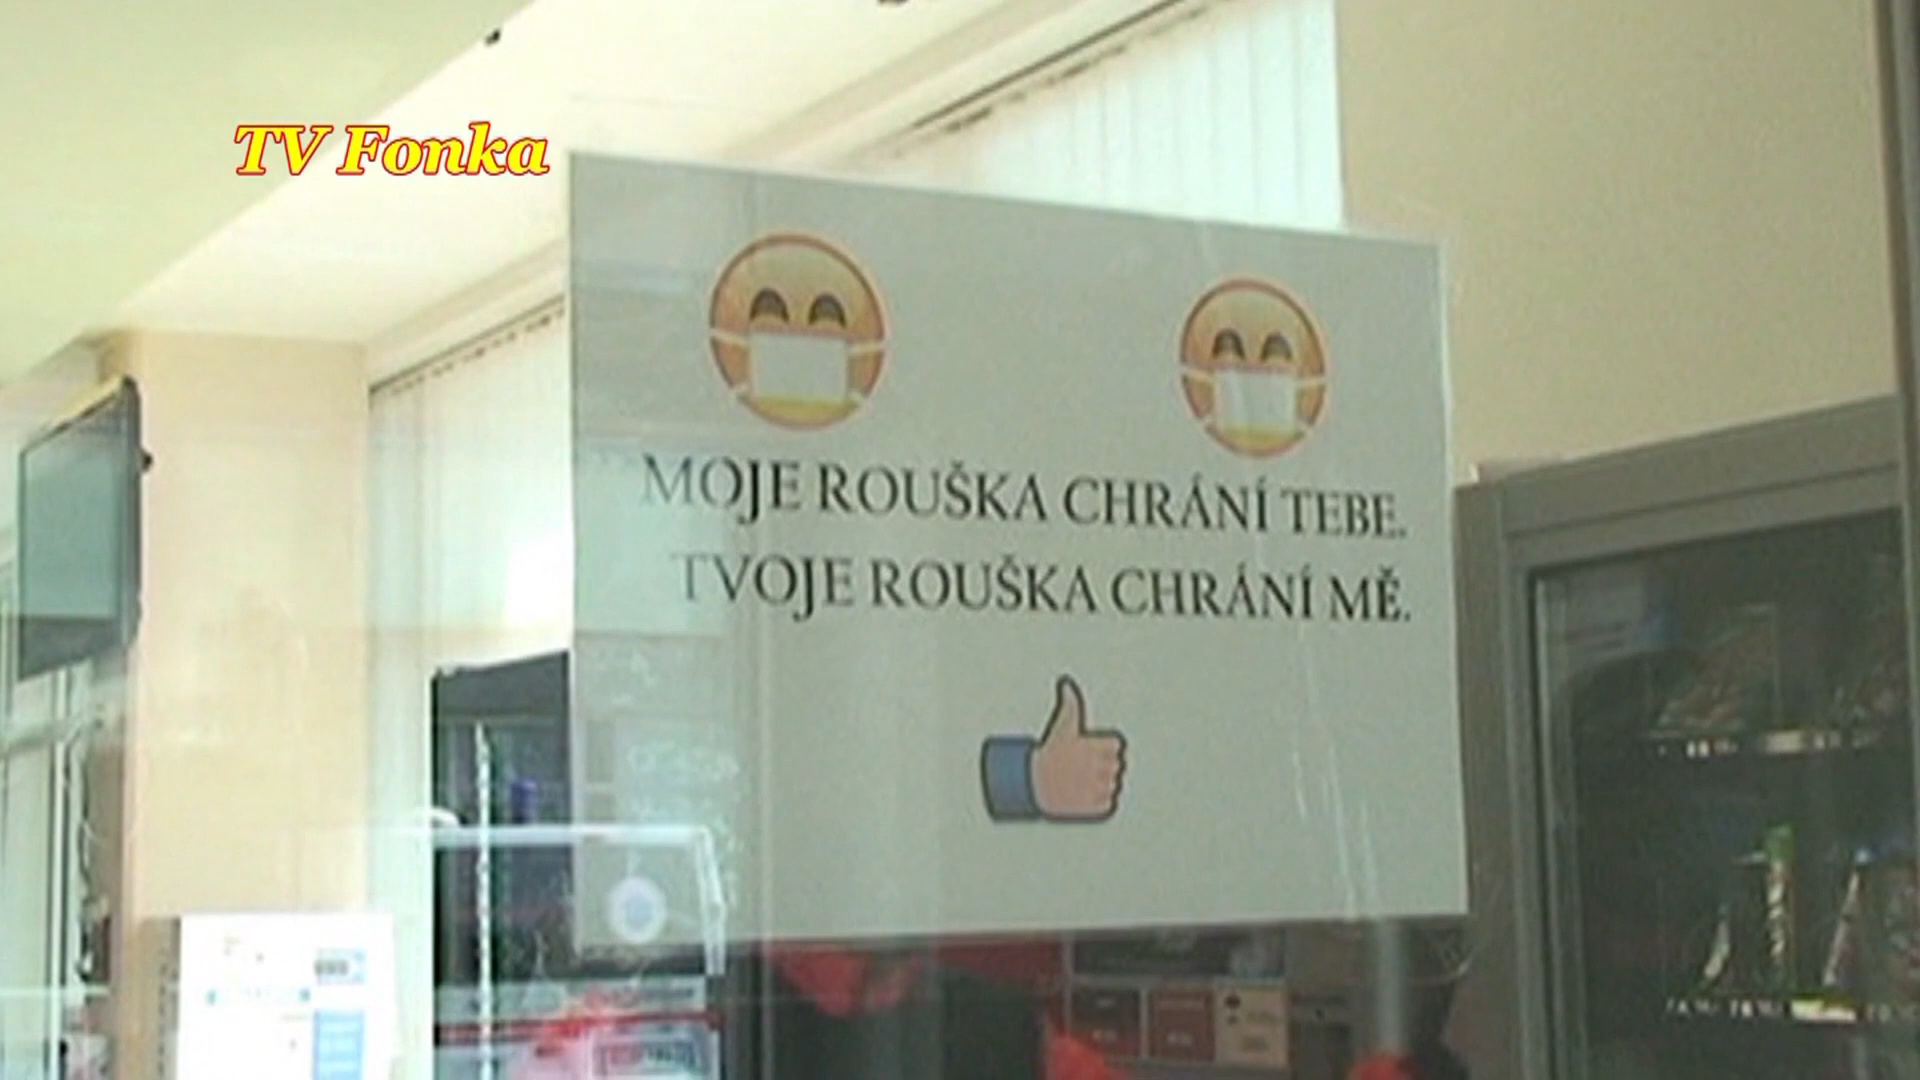 TV Fonka
MOJE ROUŠKA CHRÁNÍ TEBE.
TVOJE ROUŠKA CHRÁNÍ MĚ.